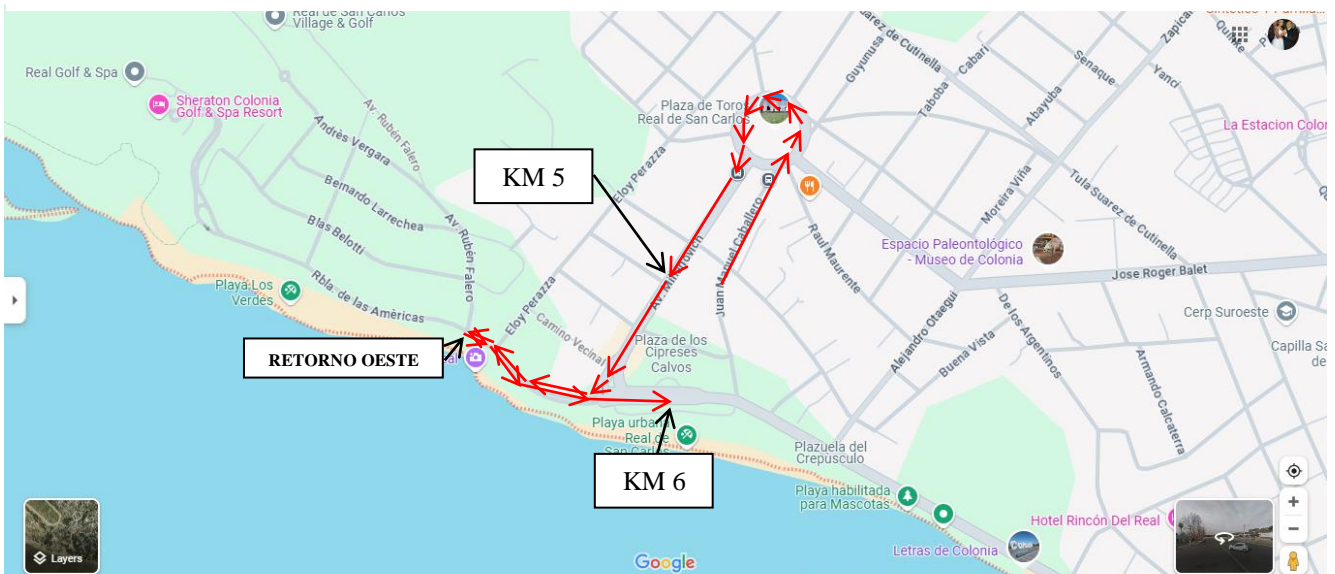 Real de San Carlos
Village & Golf
Real Golf & Spa
Sheraton Colonia
Golf & Spa Resort
Av. Rubén Falero
Andrès Vergara
Bernardo Larrechea
Blas Belotti
Av. Rubén Falero
Rbla. de las Amèricas
Playa Los
Verdes
Eloy Perazza
Eloy Perazza
Camino Vecinal
KM 5
Plaza de Toros
Real de San Carlos
Guyunusa
Suarez de Cutinella
Cabari
Taboba
Senaque
Abayuba
Zapican
Yanci
La Estacion Colon
Juan Manuel Caballero
Raul Maurente
Moreira Viña
Tula Suarez de Cutinella
Espacio Paleontológico
- Museo de Colonia
Jose Roger Balet
Cerp Suroeste
Capilla Sa
de
Alejandro Otaegui
Buena Vista
De los Argentinos
Armando Calcaterra
Plaza de los
Cipreses
Calvos
RETORNO OESTE
Playa urbana
Real de
San Carlos
KM 6
Plazuela del
Crepúsculo
Playa habilitada
para Mascotas
Letras de Colonia
Hotel Rincón Del Real
Layers
Google